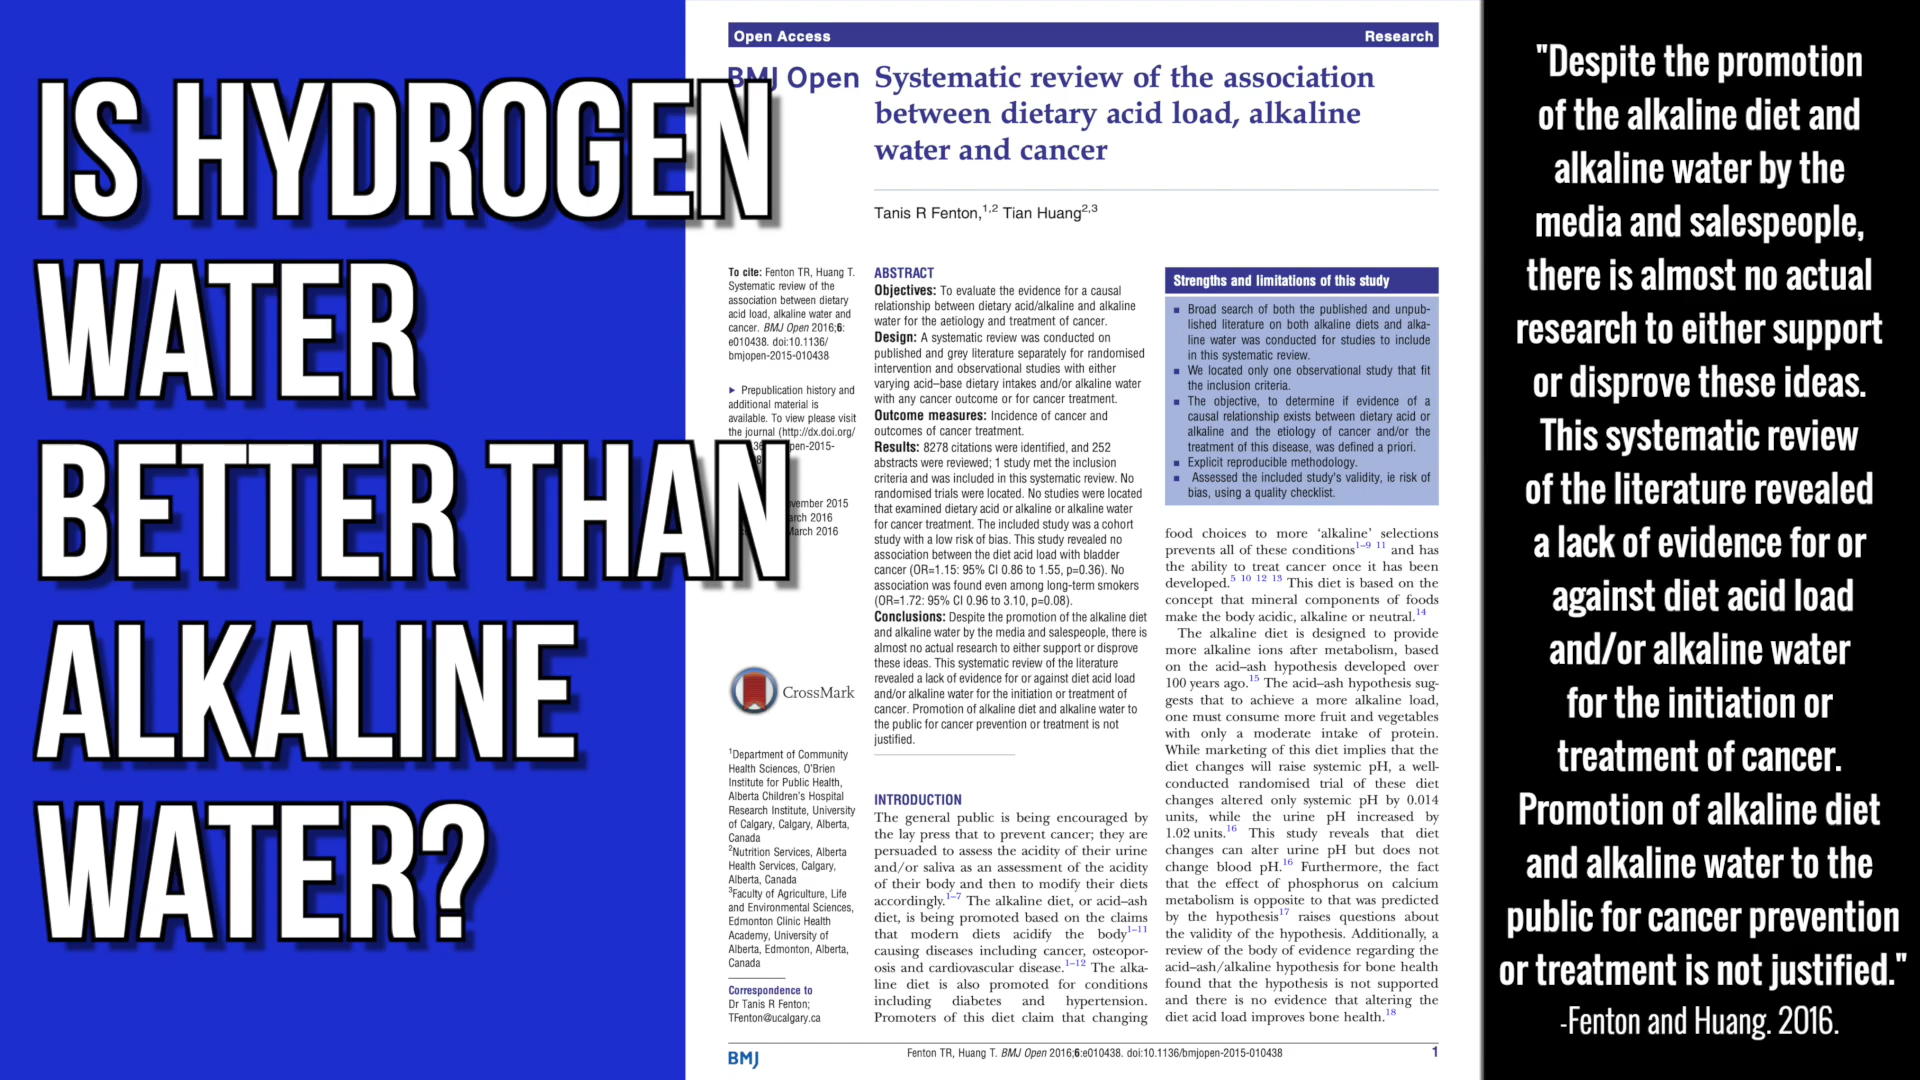 IS HYDROGEN
WATER
BETTER THAN
ALKALINE
WATER?
Open Access
Research
BMJ Open
Systematic review of the association
between dietary acid load, alkaline
water and cancer
Tanis R Fenton,1,2 Tian Huang2,3
To cite: Fenton TR, Huang T.
Systematic review of the
association between dietary
acid load, alkaline water and
cancer. BMJ Open 2016;6:
e010438. doi:10.1136/
bmjopen-2015-010438
▶ Prepublication history and
additional material is
available. To view please visit
the journal (http://dx.doi.org/
pen-2015-
vember 2015
arch 2016
March 2016
CrossMark
1Department of Community
Health Sciences, O'Brien
Institute for Public Health,
Alberta Children's Hospital
Research Institute, University
of Calgary, Calgary, Alberta,
Canada
2Nutrition Services, Alberta
Health Services, Calgary,
Alberta, Canada
3Faculty of Agriculture, Life
and Environmental Sciences,
Edmonton Clinic Health
Academy, University of
Alberta, Edmonton, Alberta,
Canada
Correspondence to
Dr Tanis R Fenton;
TFenton@ucalgary.ca
ABSTRACT
Objectives: To evaluate the evidence for a causal
relationship between dietary acid/alkaline and alkaline
water for the aetiology and treatment of cancer.
Design: A systematic review was conducted on
published and grey literature separately for randomised
intervention and observational studies with either
varying acid–base dietary intakes and/or alkaline water
with any cancer outcome or for cancer treatment.
Outcome measures: Incidence of cancer and
outcomes of cancer treatment.
Results: 8278 citations were identified, and 252
abstracts were reviewed; 1 study met the inclusion
criteria and was included in this systematic review. No
randomised trials were located. No studies were located
that examined dietary acid or alkaline or alkaline water
for cancer treatment. The included study was a cohort
study with a low risk of bias. This study revealed no
association between the diet acid load with bladder
cancer (OR=1.15: 95% CI 0.86 to 1.55, p=0.36). No
association was found even among long-term smokers
(OR=1.72: 95% CI 0.96 to 3.10, p=0.08).
Conclusions: Despite the promotion of the alkaline diet
and alkaline water by the media and salespeople, there is
almost no actual research to either support or disprove
these ideas. This systematic review of the literature
revealed a lack of evidence for or against diet acid load
and/or alkaline water for the initiation or treatment of
cancer. Promotion of alkaline diet and alkaline water to
the public for cancer prevention or treatment is not
justified.
INTRODUCTION
The general public is being encouraged by
the lay press that to prevent cancer; they are
persuaded to assess the acidity of their urine
and/or saliva as an assessment of the acidity
of their body and then to modify their diets
accordingly.1–7 The alkaline diet, or acid–ash
diet, is being promoted based on the claims
that modern diets acidify the body1–11
causing diseases including cancer, osteopor-
osis and cardiovascular disease.1–12 The alka-
line diet is also promoted for conditions
including diabetes and hypertension.
Promoters of this diet claim that changing
Strengths and limitations of this study
▪ Broad search of both the published and unpub-
lished literature on both alkaline diets and alka-
line water was conducted for studies to include
in this systematic review.
▪ We located only one observational study that fit
the inclusion criteria.
▪ The objective, to determine if evidence of a
causal relationship exists between dietary acid or
alkaline and the etiology of cancer and/or the
treatment of this disease, was defined a priori.
▪ Explicit reproducible methodology.
▪ Assessed the included study's validity, ie risk of
bias, using a quality checklist.
food choices to more 'alkaline' selections
prevents all of these conditions1–9 11 and has
the ability to treat cancer once it has been
developed.5 10 12 13 This diet is based on the
concept that mineral components of foods
make the body acidic, alkaline or neutral.14
The alkaline diet is designed to provide
more alkaline ions after metabolism, based
on the acid–ash hypothesis developed over
100 years ago.15 The acid–ash hypothesis sug-
gests that to achieve a more alkaline load,
one must consume more fruit and vegetables
with only a moderate intake of protein.
While marketing of this diet implies that the
diet changes will raise systemic pH, a well-
conducted randomised trial of these diet
changes altered only systemic pH by 0.014
units, while the urine pH increased by
1.02 units.16 This study reveals that diet
changes can alter urine pH but does not
change blood pH.16 Furthermore, the fact
that the effect of phosphorus on calcium
metabolism is opposite to that was predicted
by the hypothesis17 raises questions about
the validity of the hypothesis. Additionally, a
review of the body of evidence regarding the
acid–ash/alkaline hypothesis for bone health
found that the hypothesis is not supported
and there is no evidence that altering the
diet acid load improves bone health.18
BMJ
Fenton TR, Huang T. BMJ Open 2016;6:e010438. doi:10.1136/bmjopen-2015-010438
1
"Despite the promotion
of the alkaline diet and
alkaline water by the
media and salespeople,
there is almost no actual
research to either support
or disprove these ideas.
This systematic review
of the literature revealed
a lack of evidence for or
against diet acid load
and/or alkaline water
for the initiation or
treatment of cancer.
Promotion of alkaline diet
and alkaline water to the
public for cancer prevention
or treatment is not justified."
-Fenton and Huang. 2016.